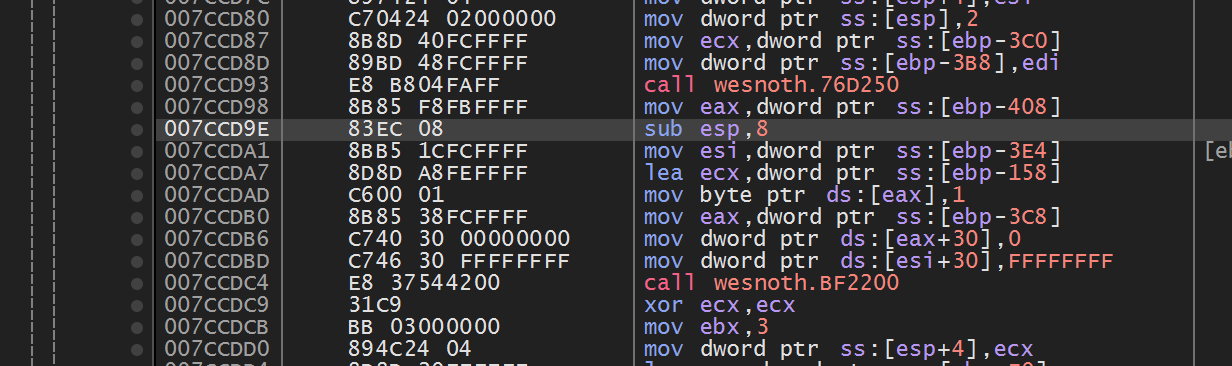 007CCD80 C70424 02000000 mov dword ptr ss:[esp],2
007CCD87 8B8D 40FCFFFF mov ecx,dword ptr ss:[ebp-3C0]
007CCD8D 89BD 48FCFFFF mov dword ptr ss:[ebp-3B8],edi
007CCD93 E8 B804FAFF call wesnoth.76D250
007CCD98 8B85 F8FBFFFF mov eax,dword ptr ss:[ebp-408]
007CCD9E 83EC 08 sub esp,8
007CCDA1 8BB5 1CFCFFFF mov esi,dword ptr ss:[ebp-3E4] [eb
007CCDA7 8D8D A8FEFFFF lea ecx,dword ptr ss:[ebp-158]
007CCDAD C600 01 mov byte ptr ds:[eax],1
007CCDB0 8B85 38FCFFFF mov eax,dword ptr ss:[ebp-3C8]
007CCDB6 C740 30 00000000 mov dword ptr ds:[eax+30],0
007CCDBD C746 30 FFFFFFFF mov dword ptr ds:[esi+30],FFFFFFFF
007CCDC4 E8 37544200 call wesnoth.BF2200
007CCDC9 31C9 xor ecx,ecx
007CCDCB BB 03000000 mov ebx,3
007CCDD0 894C24 04 mov dword ptr ss:[esp+4],ecx